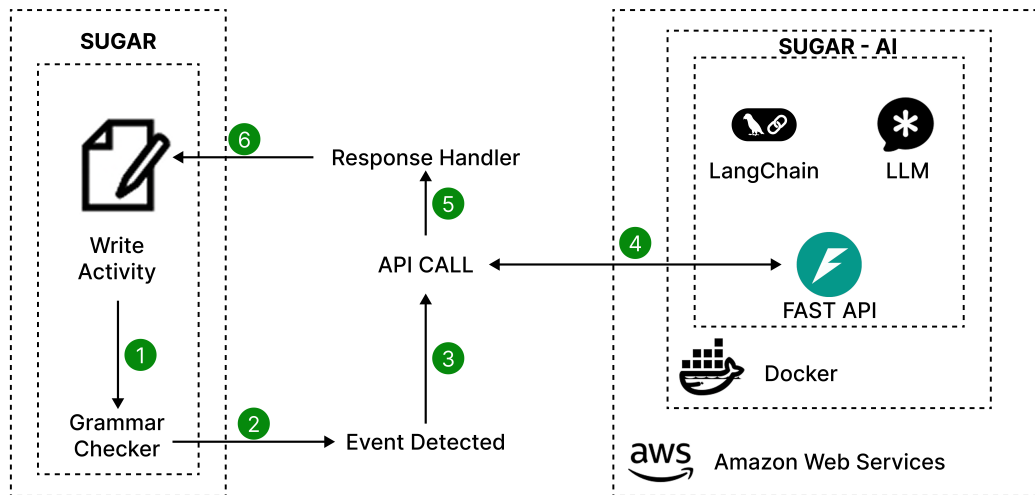 SUGAR
SUGAR - AI
6
Response Handler
LangChain
LLM
5
Write
Activity
4
API CALL
FAST API
1
3
Docker
Grammar
Checker
2
Event Detected
aws
Amazon Web Services